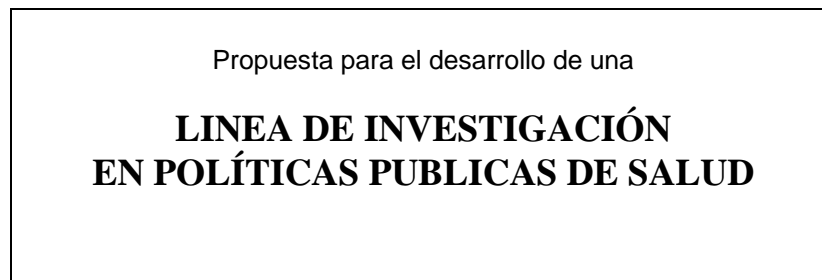 Propuesta para el desarrollo de una
LINEA DE INVESTIGACIÓN
EN POLÍTICAS PUBLICAS DE SALUD